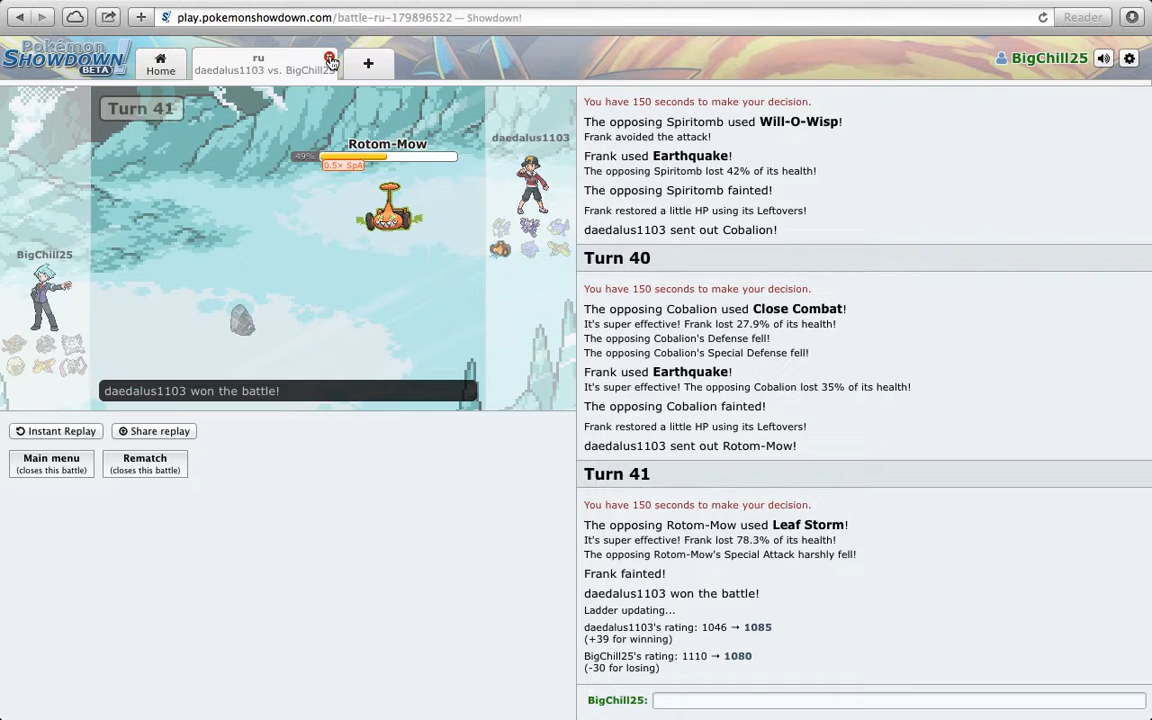 play.pokemonshowdown.com/battle-ru-179896522 — Showdown!
Reader
Pokémon
SHOWDOWN!
BETA
Home
ru
daedalus1103 vs. BigChill25
BigChill25
Turn 41
Rotom-Mow
49%
0.5× SpA
daedalus1103
BigChill25
daedalus1103 won the battle!
Instant Replay
Share replay
Main menu
(closes this battle)
Rematch
(closes this battle)
You have 150 seconds to make your decision.
The opposing Spiritomb used Will-O-Wisp!
Frank avoided the attack!
Frank used Earthquake!
The opposing Spiritomb lost 42% of its health!
The opposing Spiritomb fainted!
Frank restored a little HP using its Leftovers!
daedalus1103 sent out Cobalion!
Turn 40
You have 150 seconds to make your decision.
The opposing Cobalion used Close Combat!
It's super effective! Frank lost 27.9% of its health!
The opposing Cobalion's Defense fell!
The opposing Cobalion's Special Defense fell!
Frank used Earthquake!
It's super effective! The opposing Cobalion lost 35% of its health!
The opposing Cobalion fainted!
Frank restored a little HP using its Leftovers!
daedalus1103 sent out Rotom-Mow!
Turn 41
You have 150 seconds to make your decision.
The opposing Rotom-Mow used Leaf Storm!
It's super effective! Frank lost 78.3% of its health!
The opposing Rotom-Mow's Special Attack harshly fell!
Frank fainted!
daedalus1103 won the battle!
Ladder updating...
daedalus1103's rating: 1046 → 1085
(+39 for winning)
BigChill25's rating: 1110 → 1080
(-30 for losing)
BigChill25: